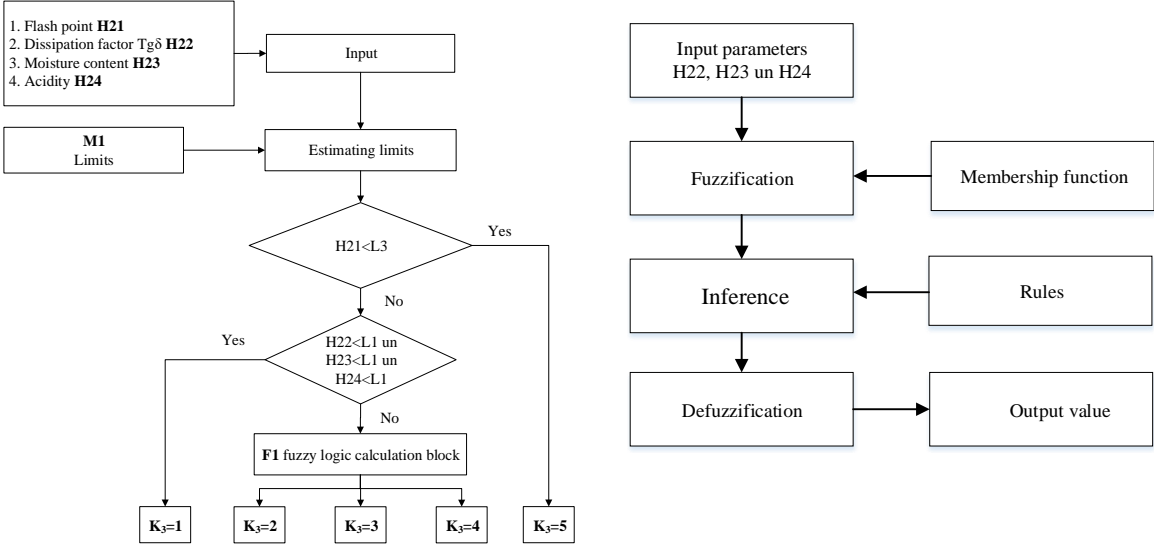 1. Flash point H21
2. Dissipation factor Tgδ H22
3. Moisture content H23
4. Acidity H24
Input
M1
Limits
Estimating limits
H21<L3
Yes
No
Yes
H22<L1 un
H23<L1 un
H24<L1
No
F1 fuzzy logic calculation block
K₃=1
K₃=2
K₃=3
K₃=4
K₃=5
Input parameters
H22, H23 un H24
Fuzzification
Membership function
Inference
Rules
Defuzzification
Output value